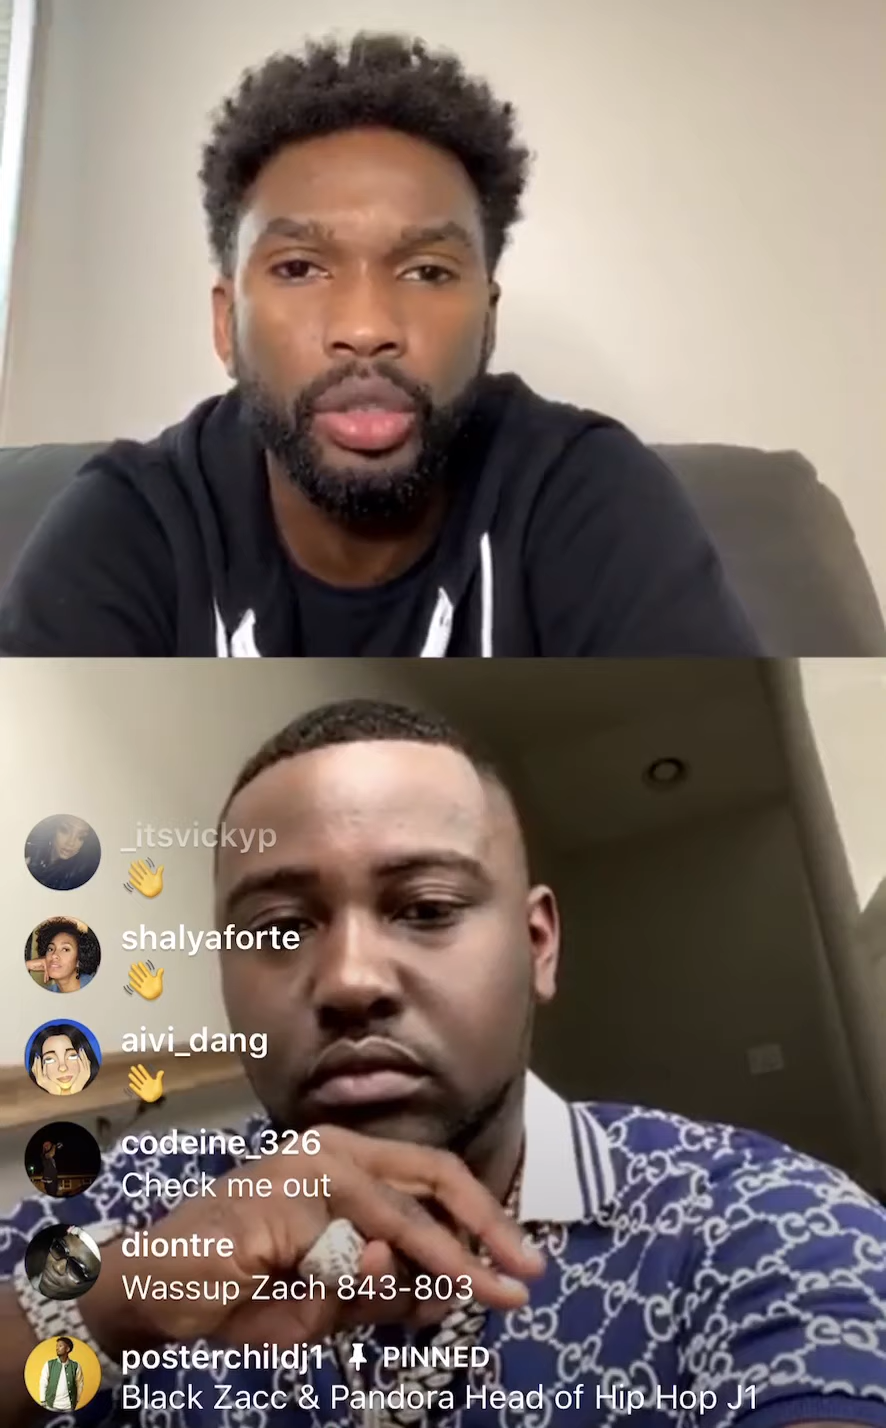 _itsvickyp
👋
shalyaforte
👋
aivi_dang
👋
codeine_326
Check me out
diontre
Wassup Zach 843-803
posterchildj1 📌 PINNED
Black Zacc & Pandora Head of Hip Hop J1